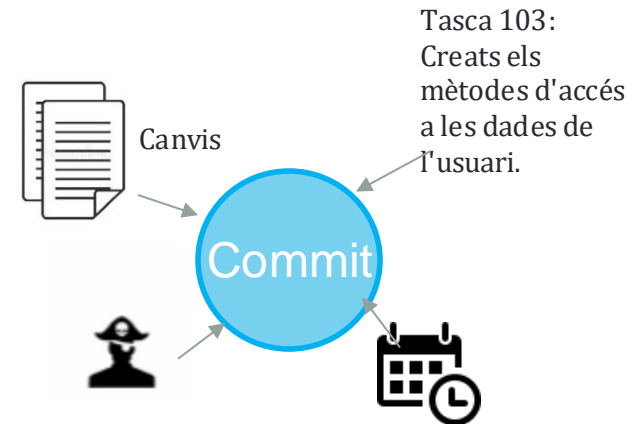 Tasca 103:
Creats els
mètodes d'accés
a les dades de
l'usuari.
Canvis
Commit